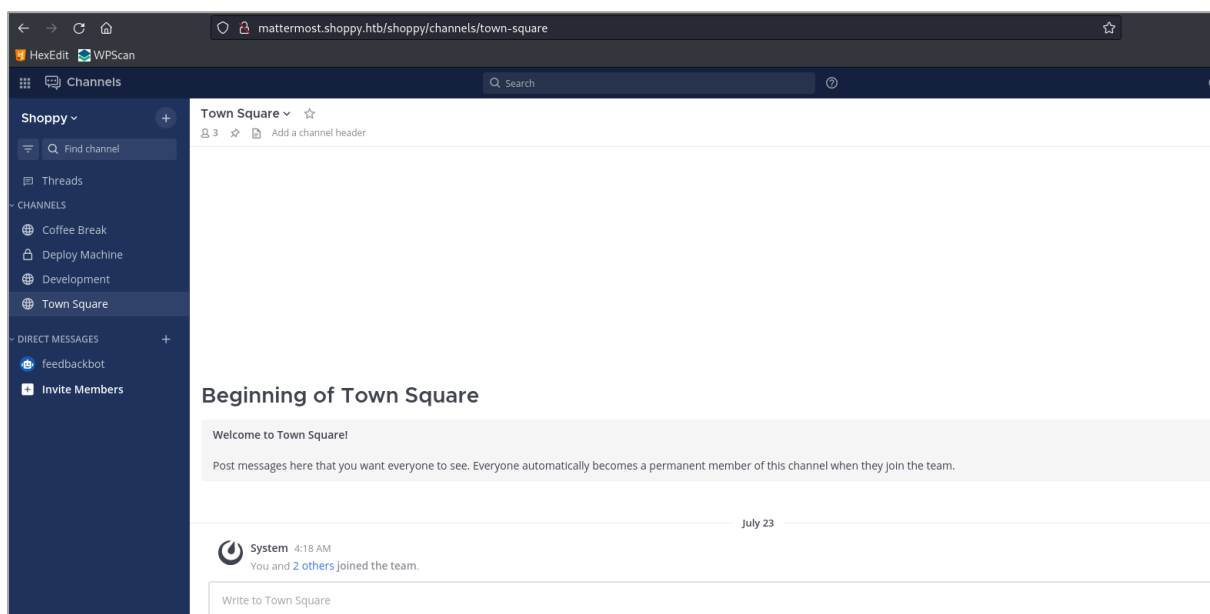 mattermost.shoppy.htb/shoppy/channels/town-square
HexEdit WPScan
Channels
Search
Shoppy
Find channel
Threads
CHANNELS
Coffee Break
Deploy Machine
Development
Town Square
DIRECT MESSAGES
feedbackbot
Invite Members
Town Square
3 Add a channel header
Beginning of Town Square
Welcome to Town Square!
Post messages here that you want everyone to see. Everyone automatically becomes a permanent member of this channel when they join the team.
July 23
System 4:18 AM
You and 2 others joined the team.
Write to Town Square